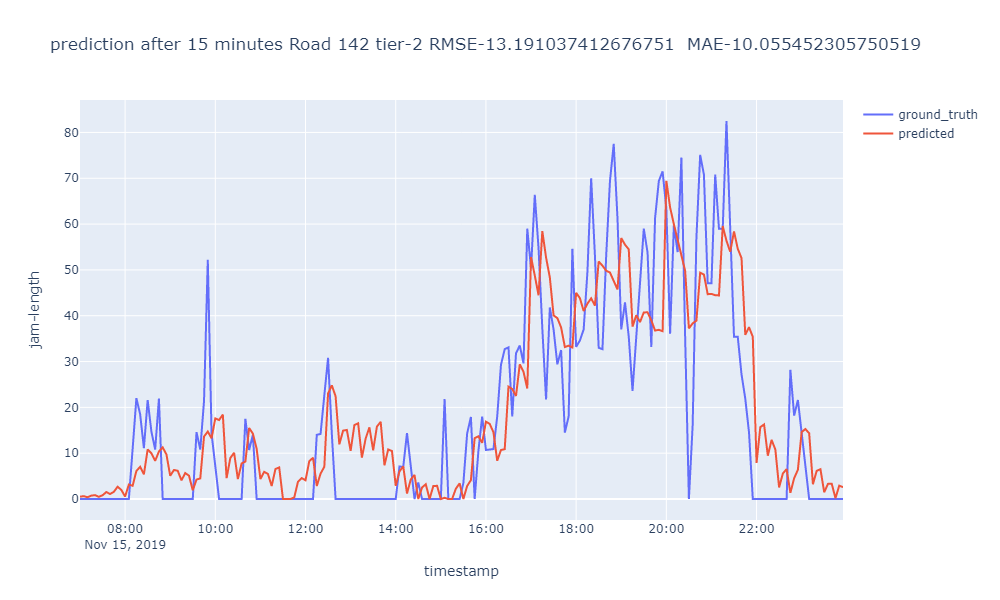 prediction after 15 minutes Road 142 tier-2 RMSE-13.191037412676751  MAE-10.055452305750519
ground_truth
predicted
80
70
60
50
40
30
20
10
0
jam-length
08:00 10:00 12:00 14:00 16:00 18:00 20:00 22:00
Nov 15, 2019
timestamp